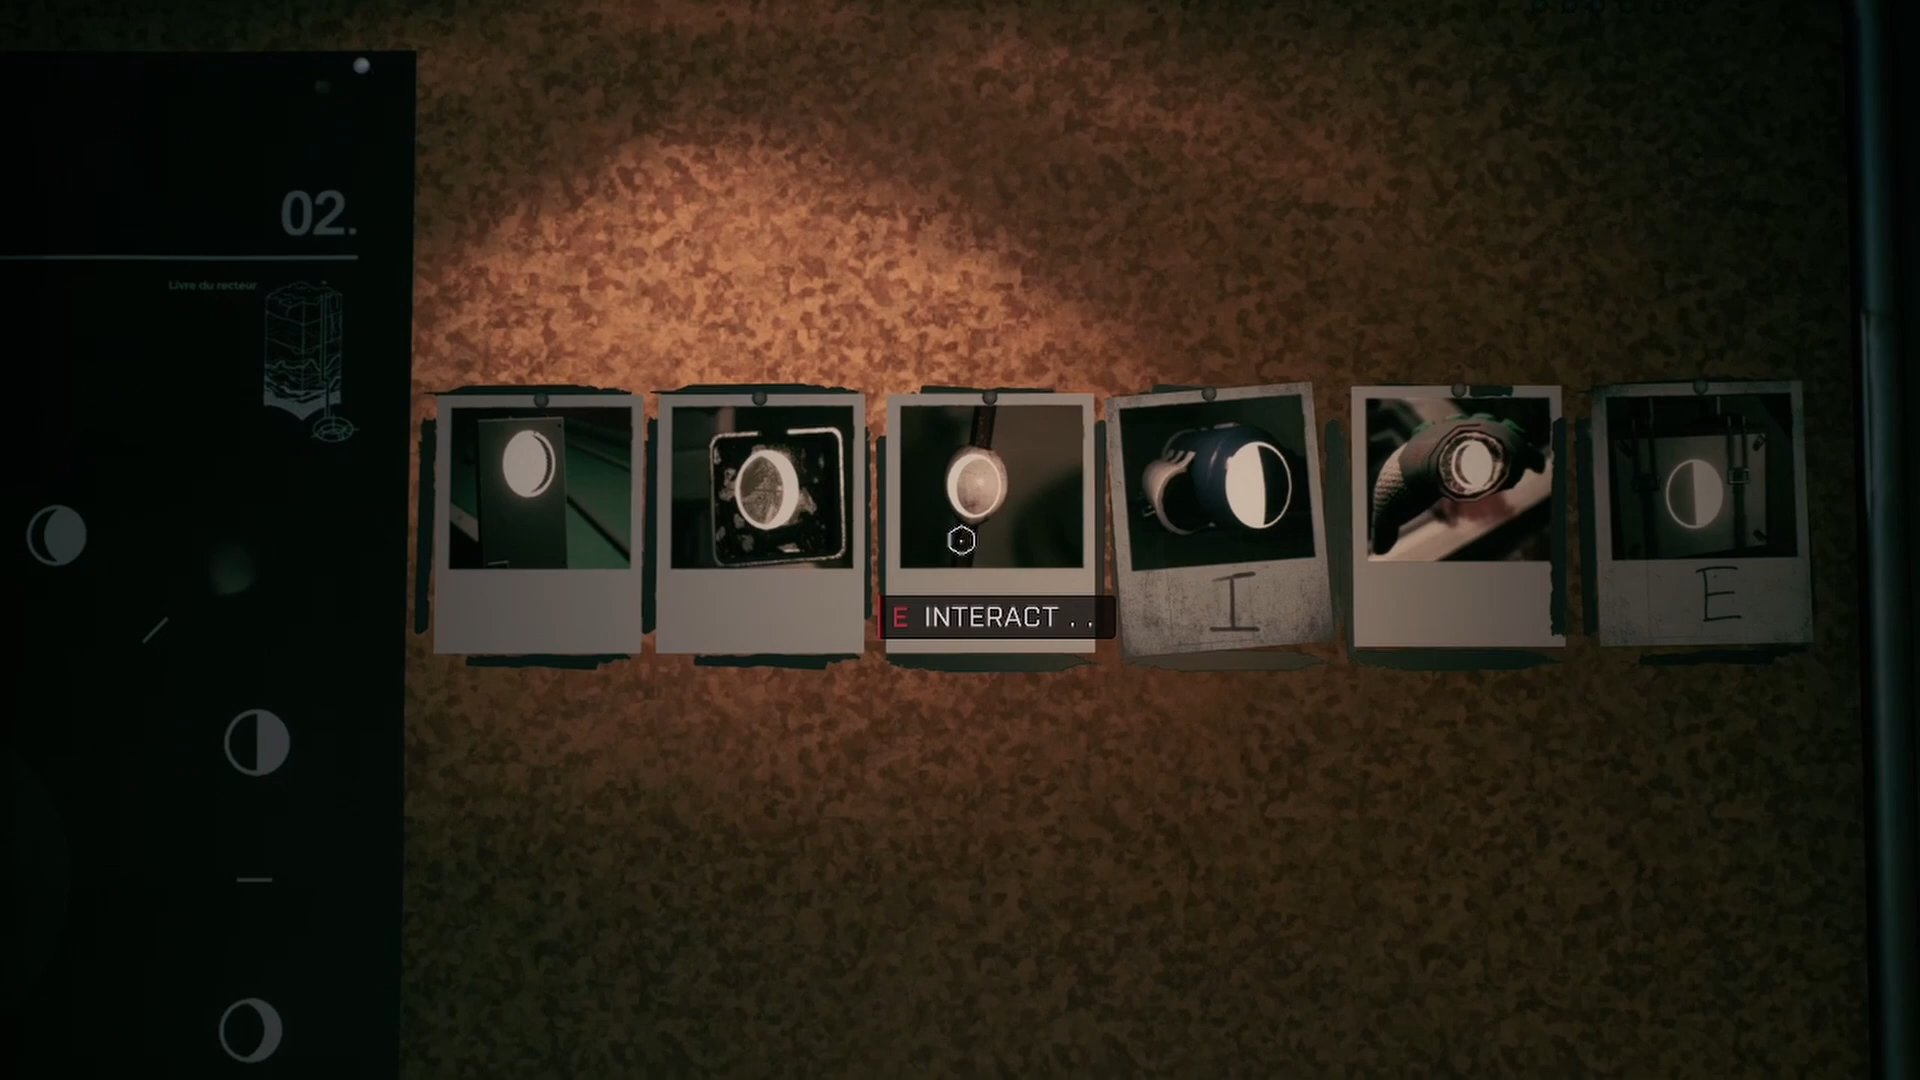 02.
Livre du recteur
I
E
E INTERACT . .